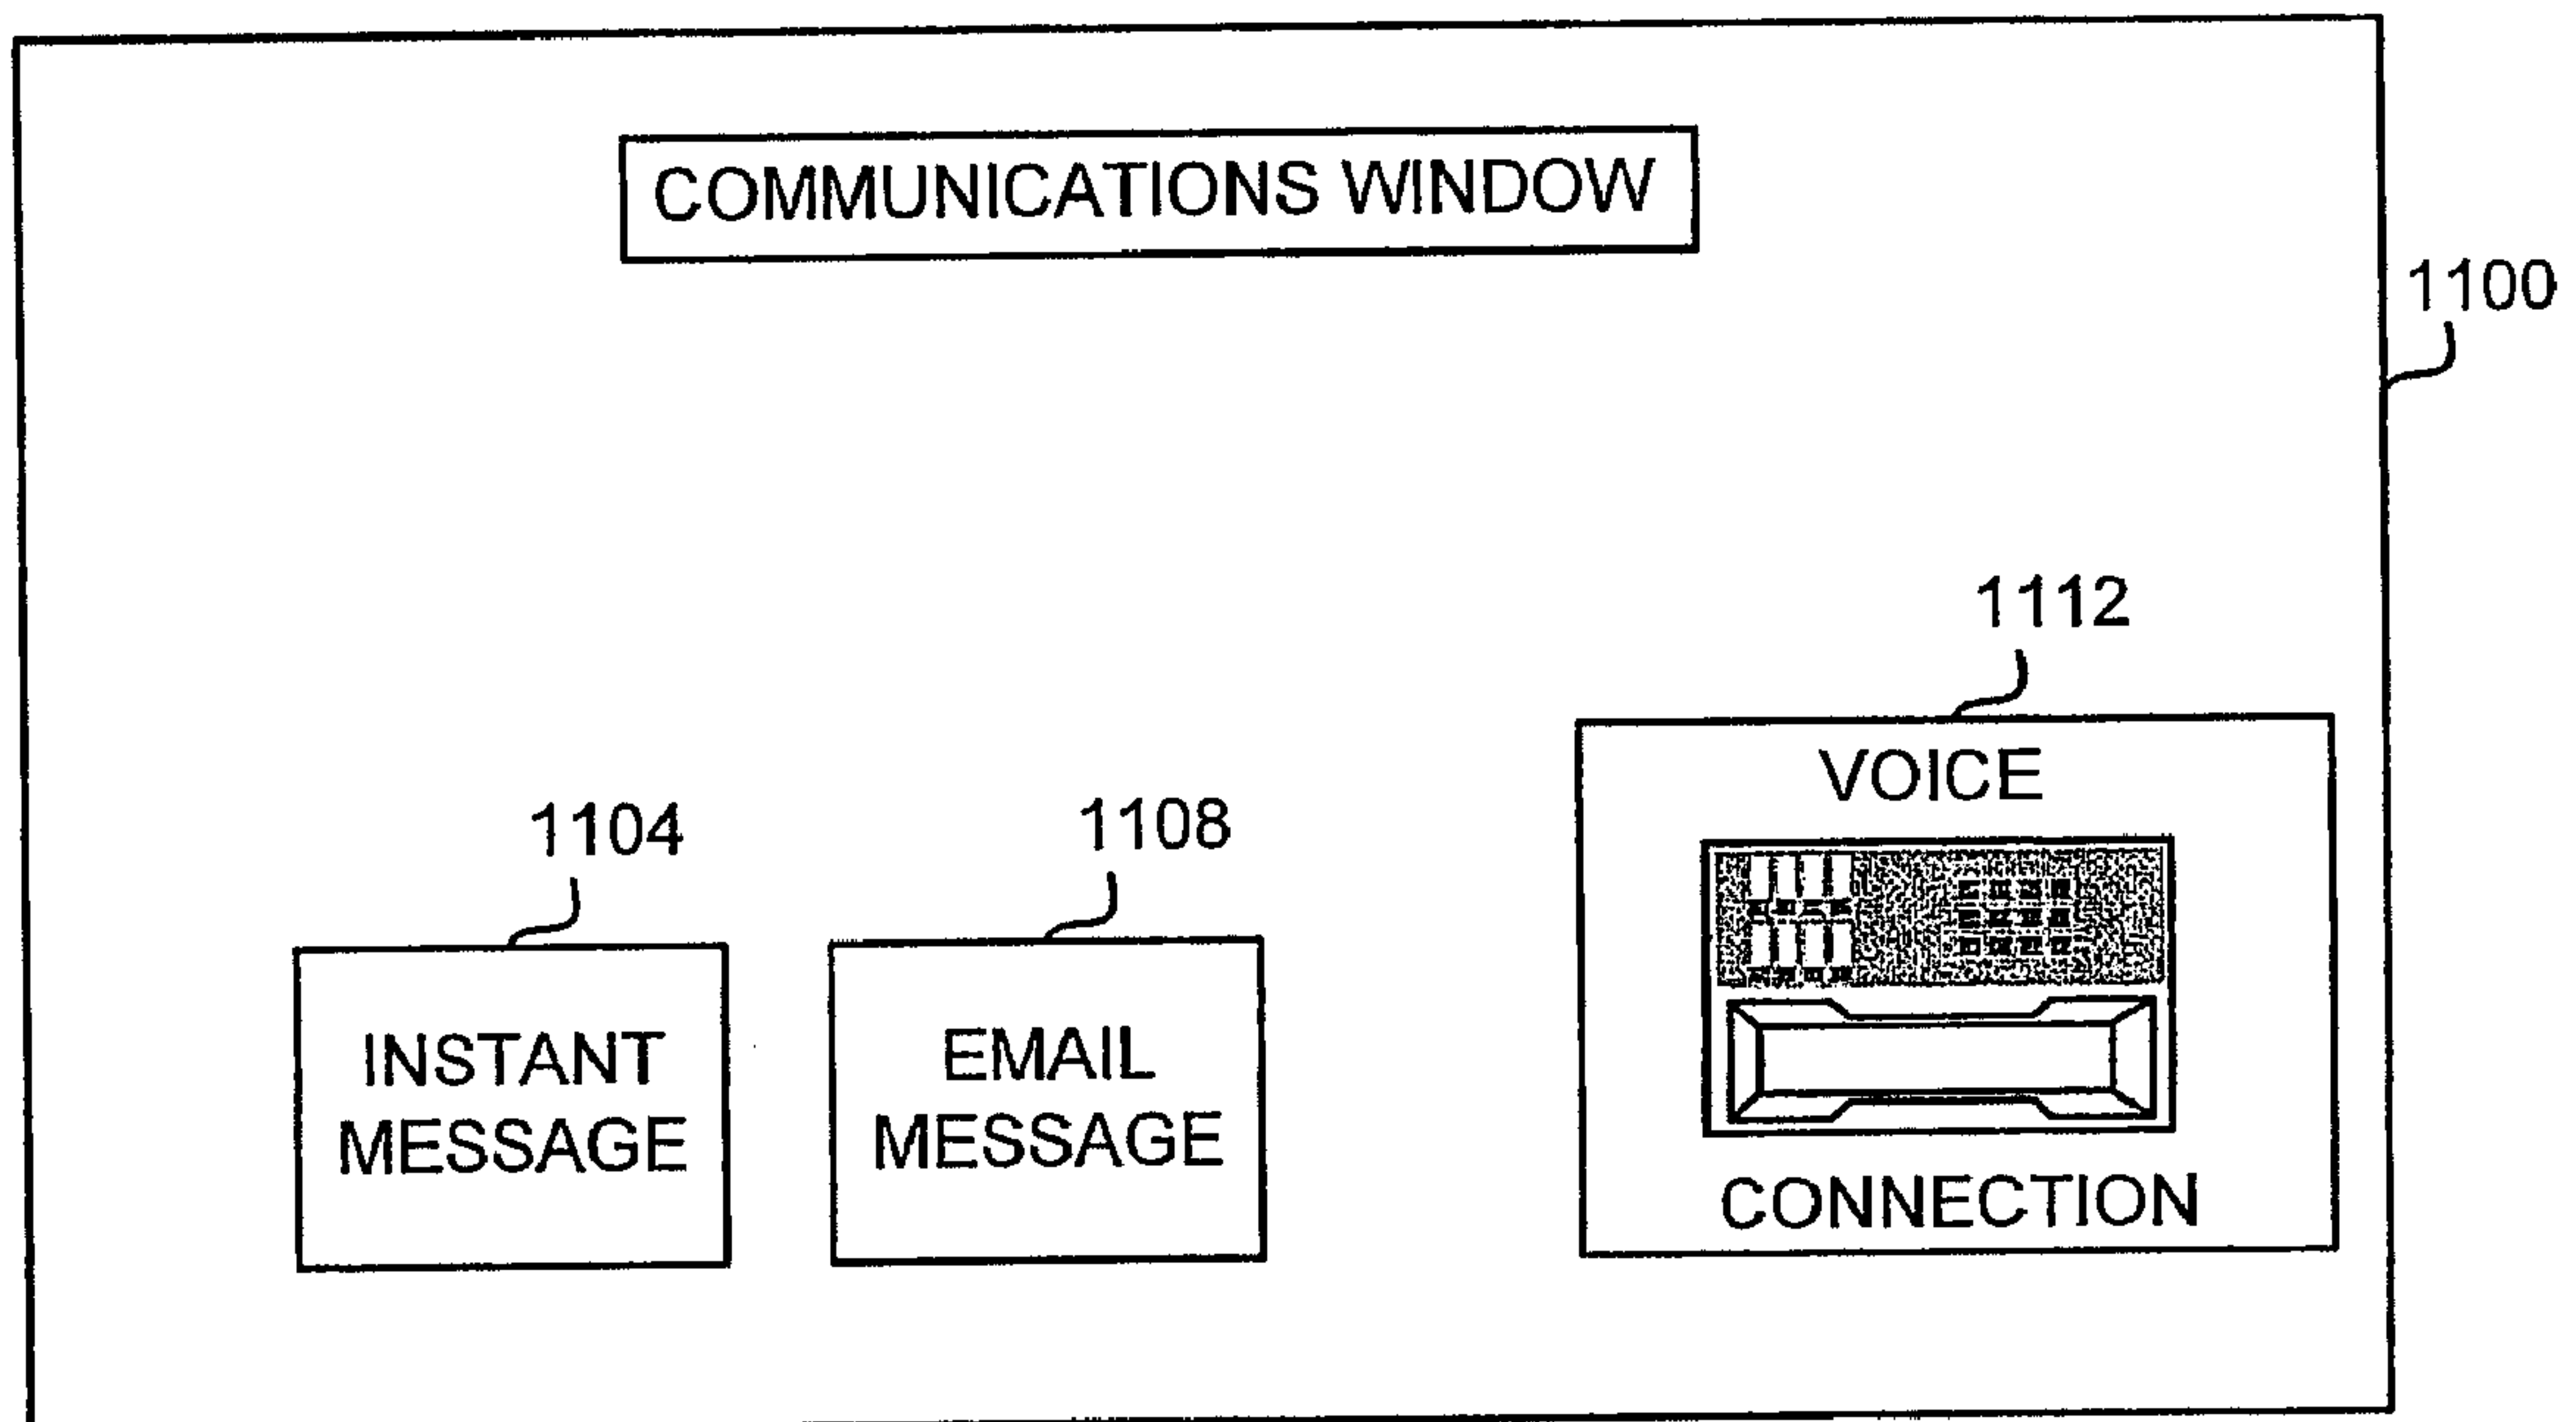 COMMUNICATIONS WINDOW
1100
1112
VOICE
1104
1108
INSTANT
MESSAGE
EMAIL
MESSAGE
CONNECTION